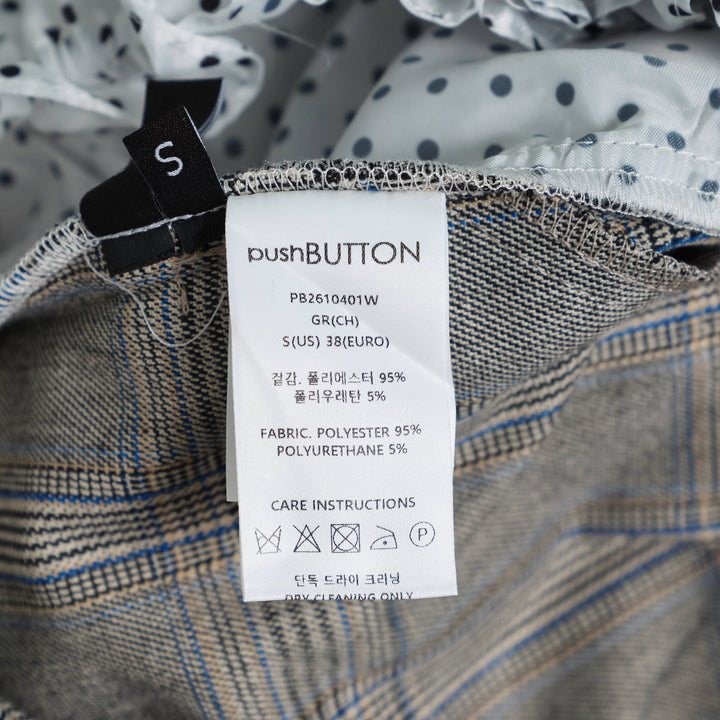 S
pushBUTTON
PB2610401W
GR(CH)
S(US) 38(EURO)
겉감. 폴리에스터 95%
폴리우레탄 5%
FABRIC. POLYESTER 95%
POLYURETHANE 5%
CARE INSTRUCTIONS
P
단독 드라이 크리닝
DRY CLEANING ONLY